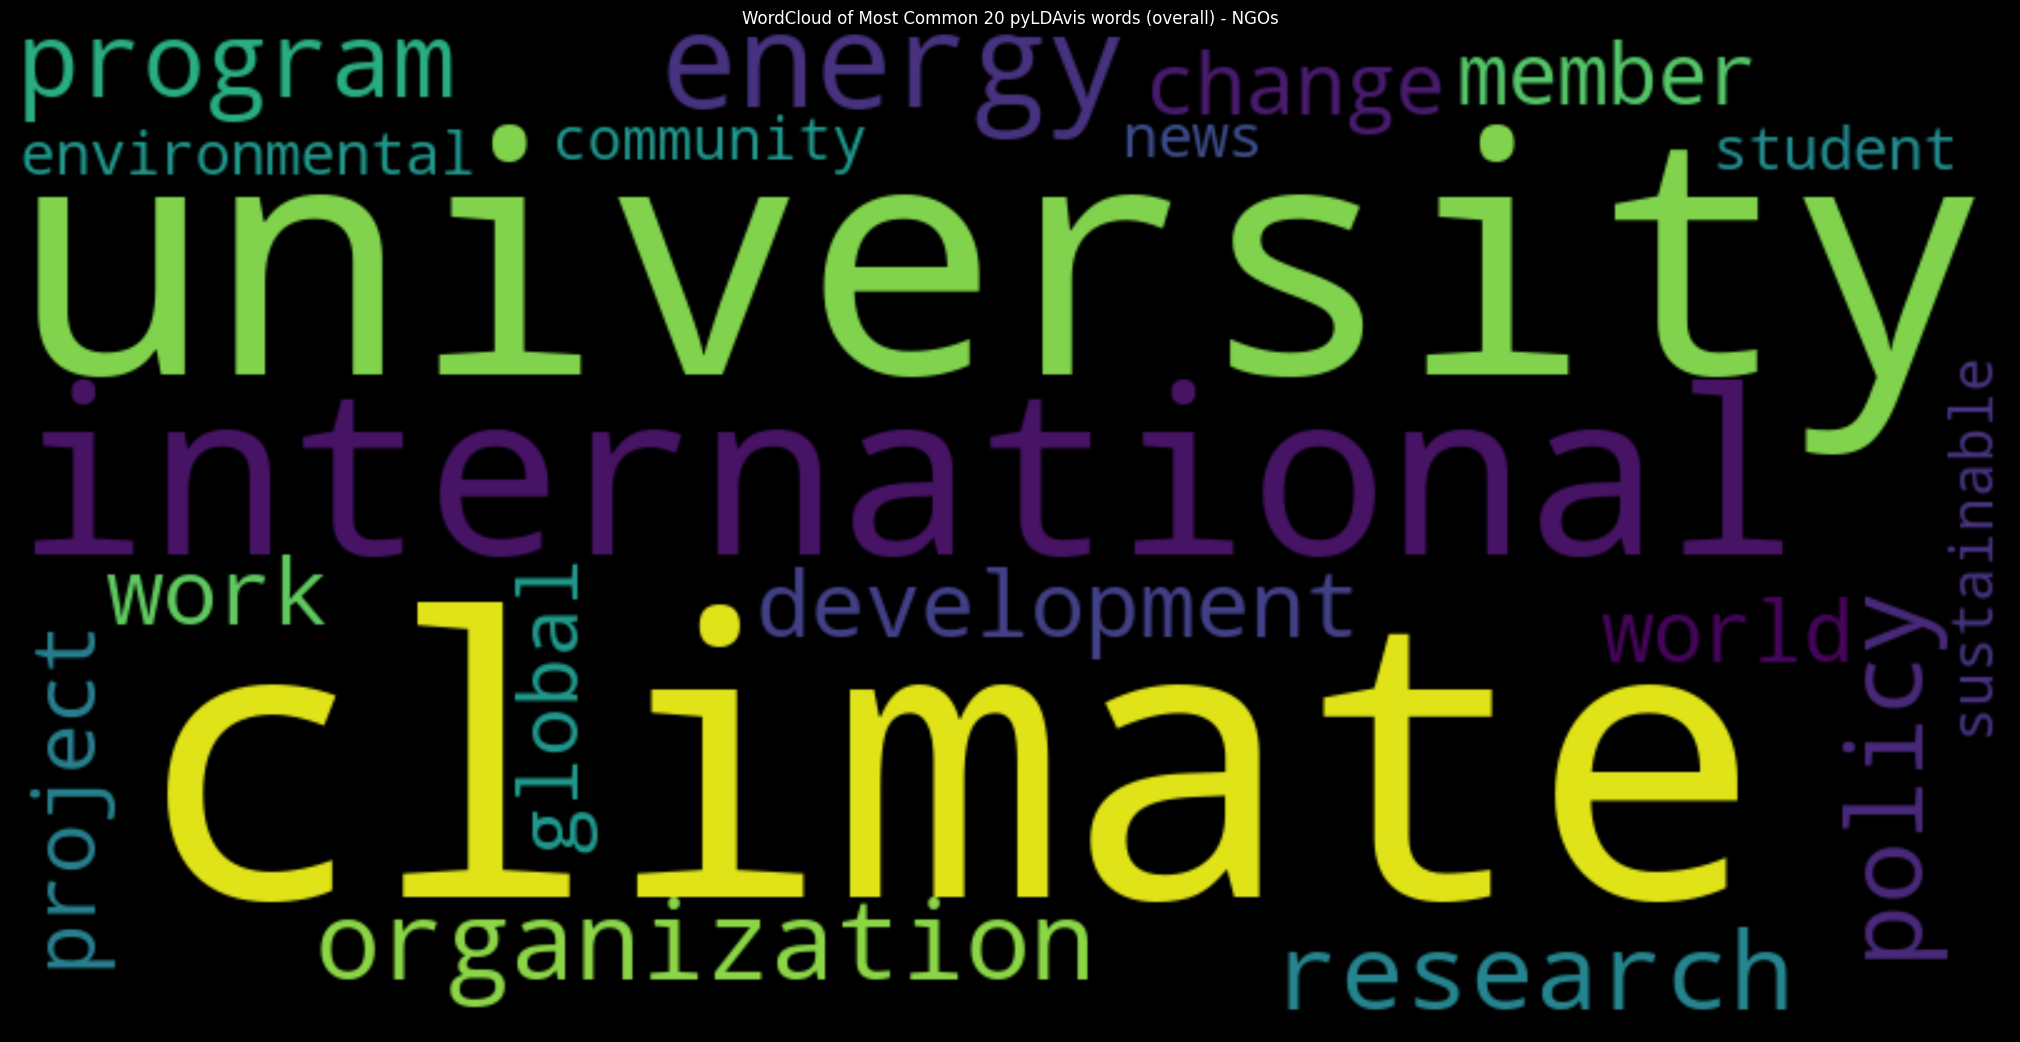 WordCloud of Most Common 20 pyLDAvis words (overall) - NGOs
program
energy
change
member
environmental
community
news
student
university
international
sustainable
work
global
development
world
policy
project
climate
organization
research